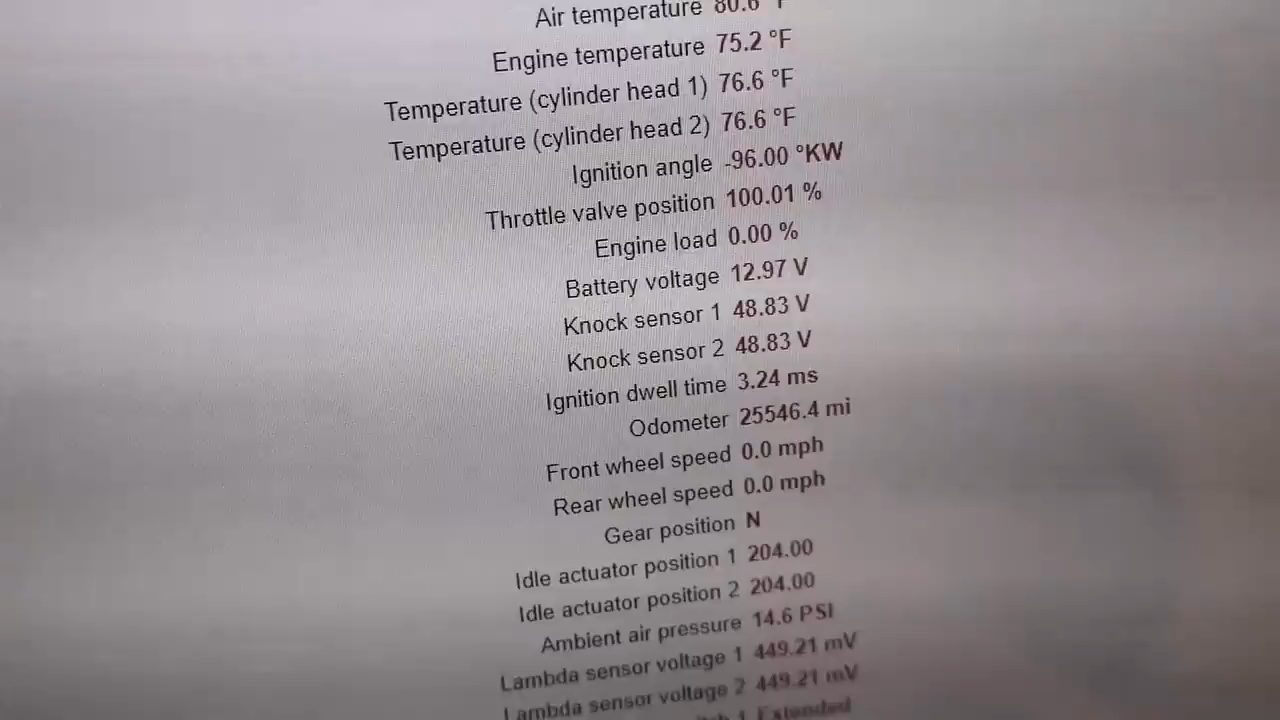 Air temperature 80.6 °F
Engine temperature 75.2 °F
Temperature (cylinder head 1) 76.6 °F
Temperature (cylinder head 2) 76.6 °F
Ignition angle -96.00 °KW
Throttle valve position 100.01 %
Engine load 0.00 %
Battery voltage 12.97 V
Knock sensor 1 48.83 V
Knock sensor 2 48.83 V
Ignition dwell time 3.24 ms
Odometer 25546.4 mi
Front wheel speed 0.0 mph
Rear wheel speed 0.0 mph
Gear position N
Idle actuator position 1 204.00
Idle actuator position 2 204.00
Ambient air pressure 14.6 PSI
Lambda sensor voltage 1 449.21 mV
Lambda sensor voltage 2 449.21 mV
1 Extended